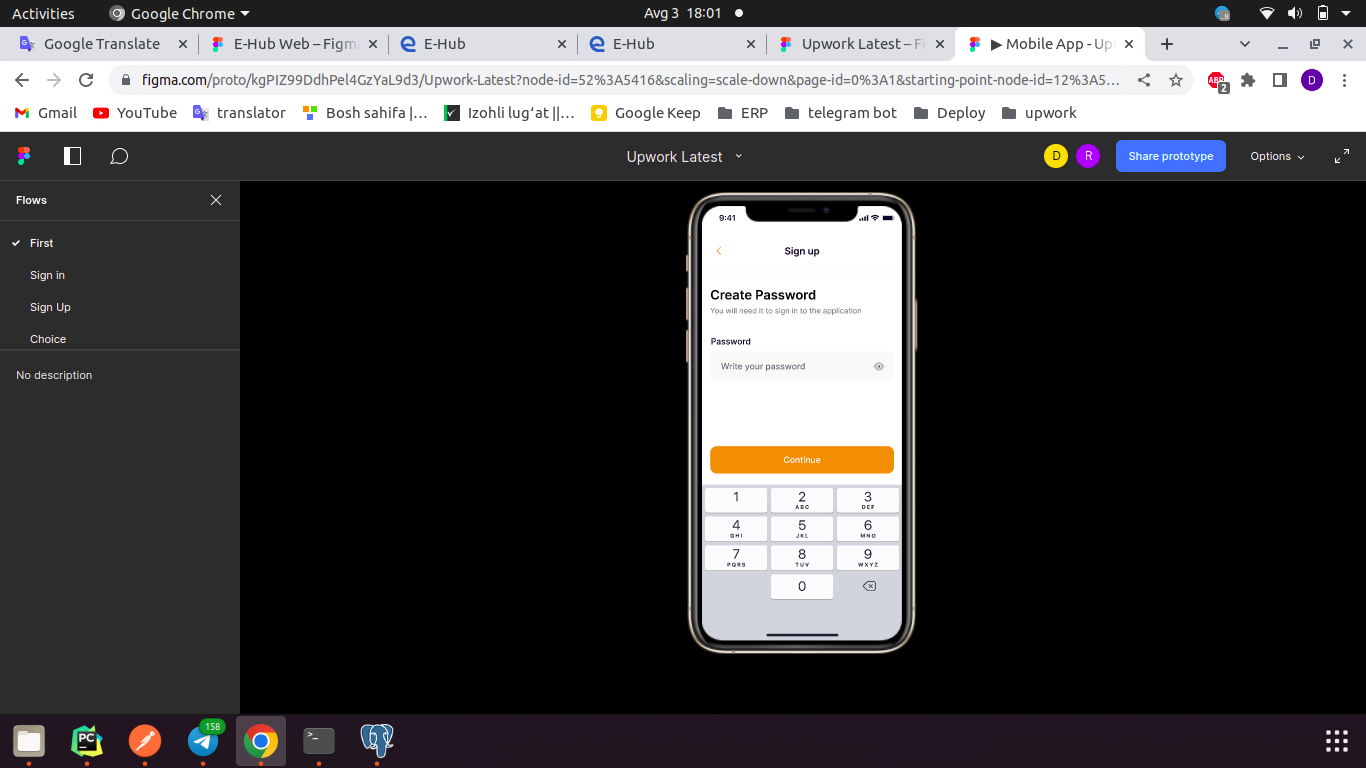 Activities
Google Chrome
Avg 3 18:01
Google Translate
E-Hub Web – Figm
E-Hub
E-Hub
Upwork Latest – Fi
▶ Mobile App - Up
figma.com/proto/kgPIZ99DdhPel4GzYaL9d3/Upwork-Latest?node-id=52%3A5416&scaling=scale-down&page-id=0%3A1&starting-point-node-id=12%3A5...
ABP
2
D
Gmail
YouTube
translator
Bosh sahifa |...
Izohli lugʻat ||...
Google Keep
ERP
telegram bot
Deploy
upwork
Upwork Latest
D
R
Share prototype
Options
Flows
First
Sign in
Sign Up
Choice
No description
9:41
Sign up
Create Password
You will need it to sign in to the application
Password
Write your password
Continue
1
2
ABC
3
DEF
4
GHI
5
JKL
6
MNO
7
PQRS
8
TUV
9
WXYZ
0
PC
158
>_